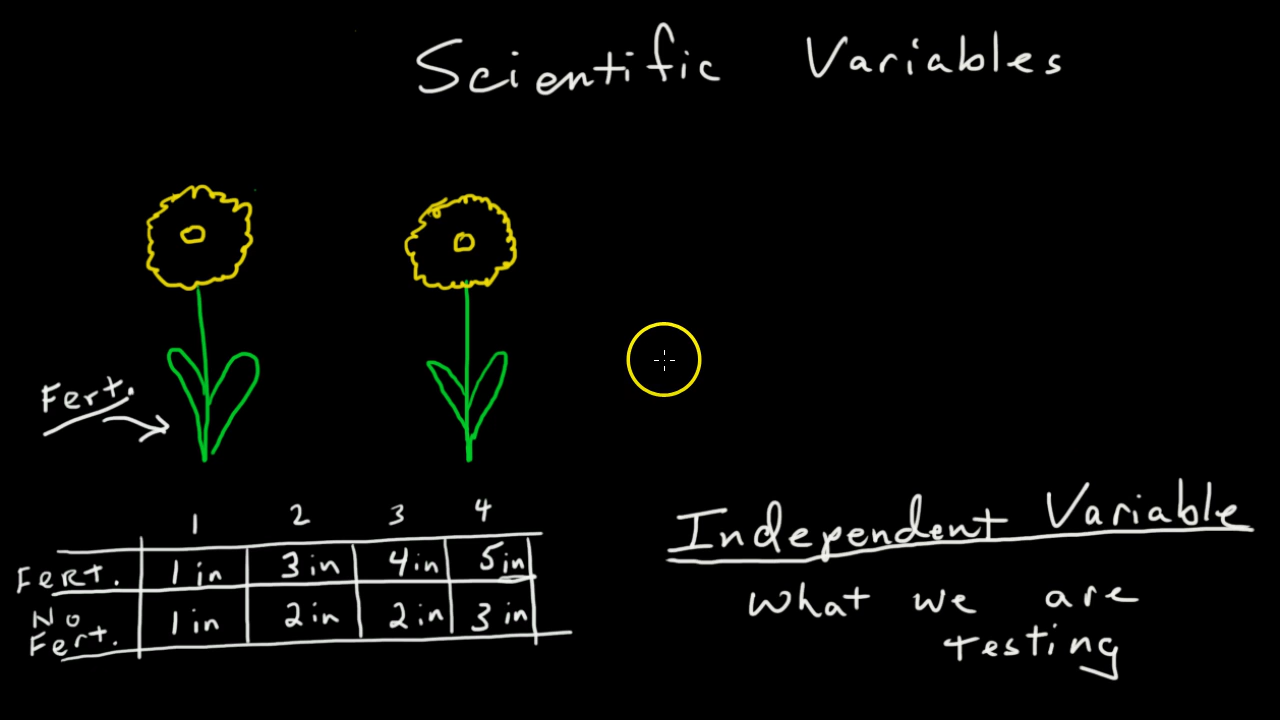 Scientific Variables
Fert.
1 2 3 4
Fert. 1 in 3 in 4 in 5 in
No Fert. 1 in 2 in 2 in 3 in
Independent Variable
What we are
testing